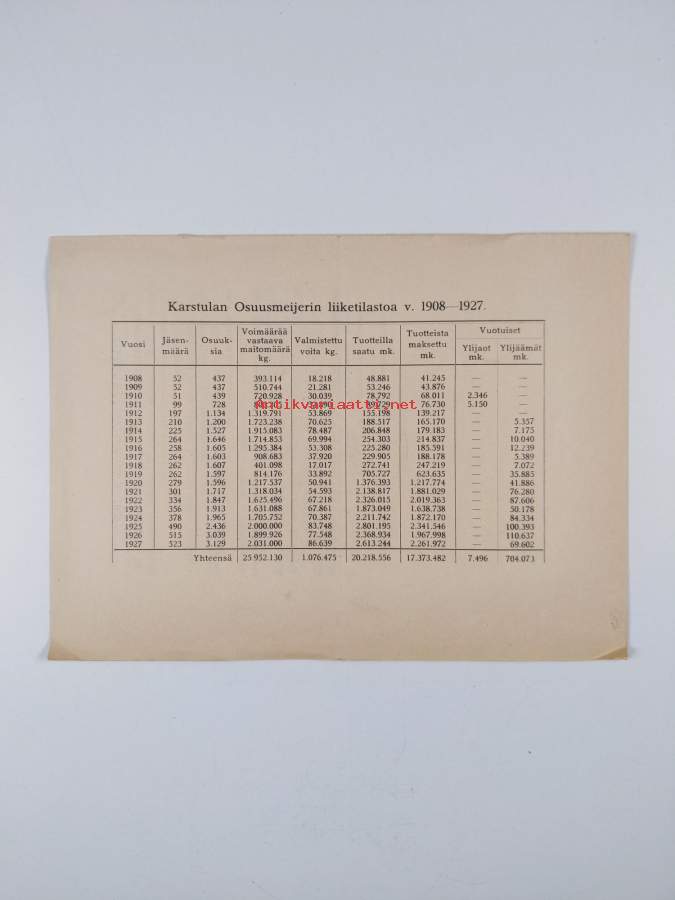 Karstulan Osuusmeijerin liiketilastoa v. 1908—1927.
Vuosi Jäsen-määrä Osuuk-sia Voimäärää vastaava maitomäärä kg. Valmistettu voita kg. Tuotteilla saatu mk. Tuotteista maksettu mk. Vuotuiset Ylijaot mk. Ylijäämät mk.
1908 52 437 393.114 18.218 48.881 41.245 — —
1909 52 437 510.744 21.281 53.246 43.876 — —
1910 51 439 720.928 30.039 78.792 68.011 2.346 —
1911 99 728 76.730 5.150 —
Antikvariaatti.net
1912 197 1.134 1.319.791 53.869 155.198 139.217 — —
1913 210 1.200 1.723.238 70.625 188.517 165.170 — 5.357
1914 225 1.527 1.915.083 78.487 206.848 179.183 — 7.175
1915 264 1.646 1.714.853 69.994 254.303 214.837 — 10.040
1916 258 1.605 1.295.384 53.308 225.280 185.591 — 12.239
1917 264 1.603 908.683 37.920 229.905 188.178 — 5.389
1918 262 1.607 401.098 17.017 272.741 247.219 — 7.072
1919 262 1.597 814.176 33.892 705.727 623.635 — 35.885
1920 279 1.596 1.217.537 50.941 1.376.393 1.217.774 — 41.886
1921 301 1.717 1.318.034 54.593 2.138.817 1.881.029 — 76.280
1922 334 1.847 1.625.496 67.218 2.326.015 2.019.363 — 87.606
1923 356 1.913 1.631.088 67.861 1.873.049 1.638.738 — 50.178
1924 378 1.965 1.705.752 70.387 2.211.742 1.872.170 — 84.334
1925 490 2.436 2.000.000 83.748 2.801.195 2.341.546 — 100.393
1926 515 3.039 1.899.926 77.548 2.368.934 1.967.998 — 110.637
1927 523 3.129 2.031.000 86.639 2.613.244 2.261.972 — 69.602
Yhteensä 25 952.130 1.076.475 20.218.556 17.373.482 7.496 704.073